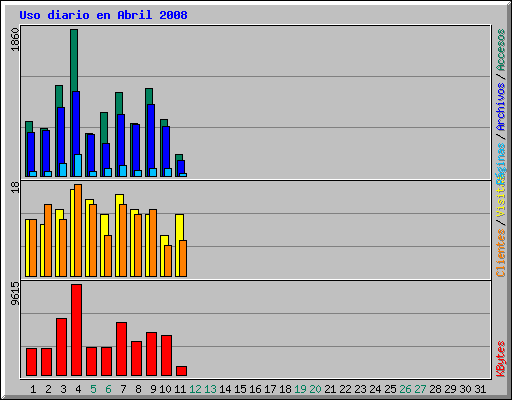 Uso diario en Abril 2008
1860
18
9615
Accesos / Archivos / Páginas
Visitas / Clientes
KBytes
1 2 3 4 5 6 7 8 9 10 11 12 13 14 15 16 17 18 19 20 21 22 23 24 25 26 27 28 29 30 31